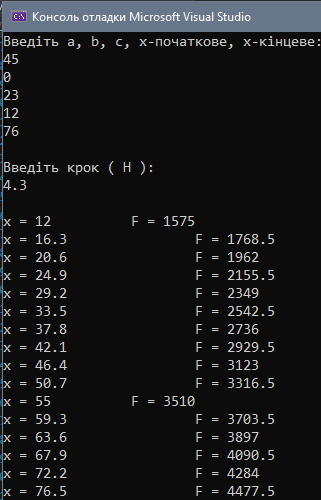 Консоль отладки Microsoft Visual Studio
Введіть a, b, c, x-початкове, x-кінцеве:
45
0
23
12
76
Введіть крок ( H ):
4.3
x = 12 F = 1575
x = 16.3 F = 1768.5
x = 20.6 F = 1962
x = 24.9 F = 2155.5
x = 29.2 F = 2349
x = 33.5 F = 2542.5
x = 37.8 F = 2736
x = 42.1 F = 2929.5
x = 46.4 F = 3123
x = 50.7 F = 3316.5
x = 55 F = 3510
x = 59.3 F = 3703.5
x = 63.6 F = 3897
x = 67.9 F = 4090.5
x = 72.2 F = 4284
x = 76.5 F = 4477.5